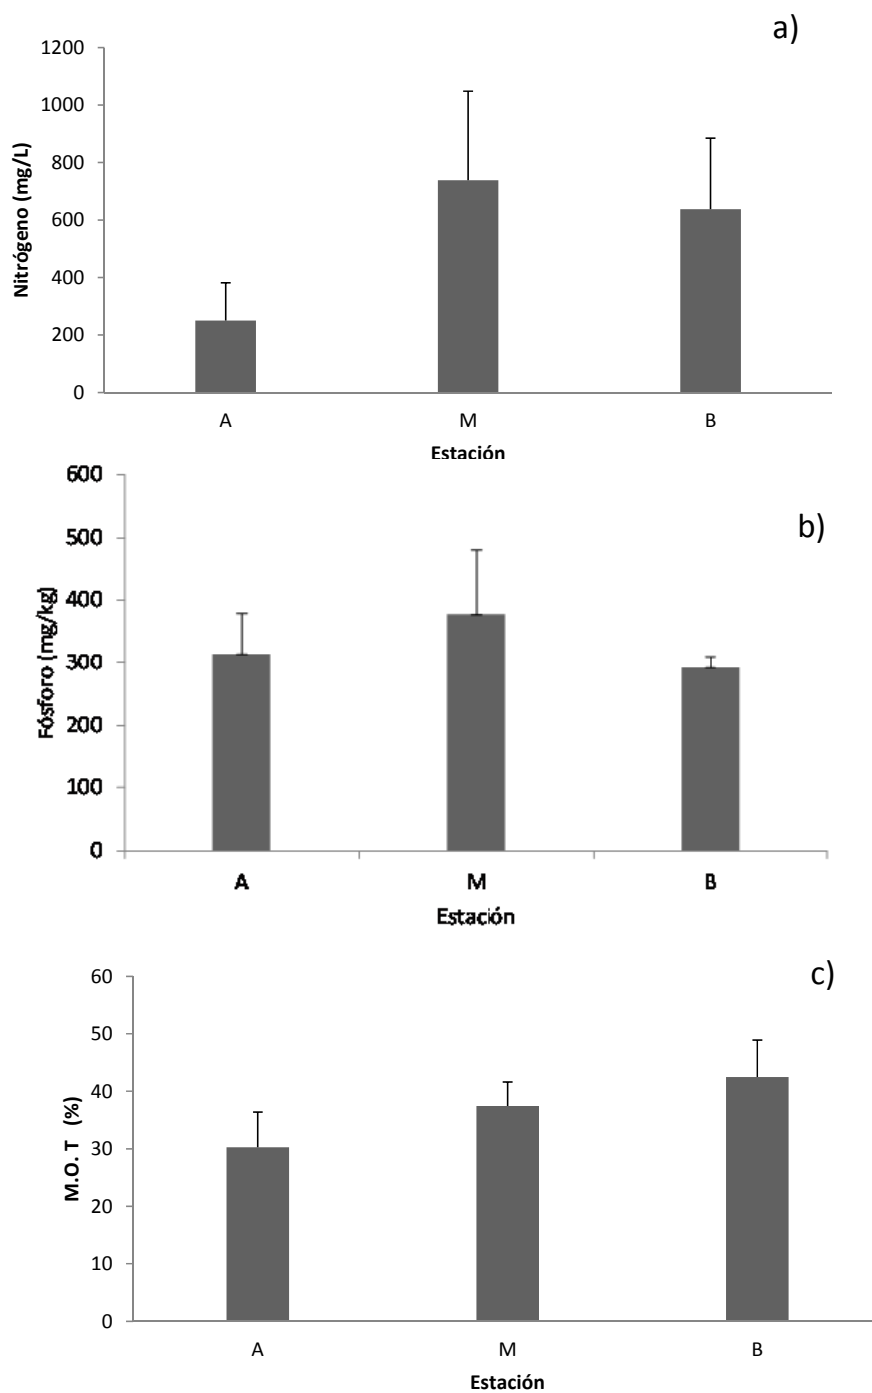 a)
1200
1000
800
600
400
200
0
Nitrógeno (mg/L)
A M B
Estación
b)
600
500
400
300
200
100
0
Fósforo (mg/kg)
A M B
Estación
c)
60
50
40
30
20
10
0
M.O. T (%)
A M B
Estación